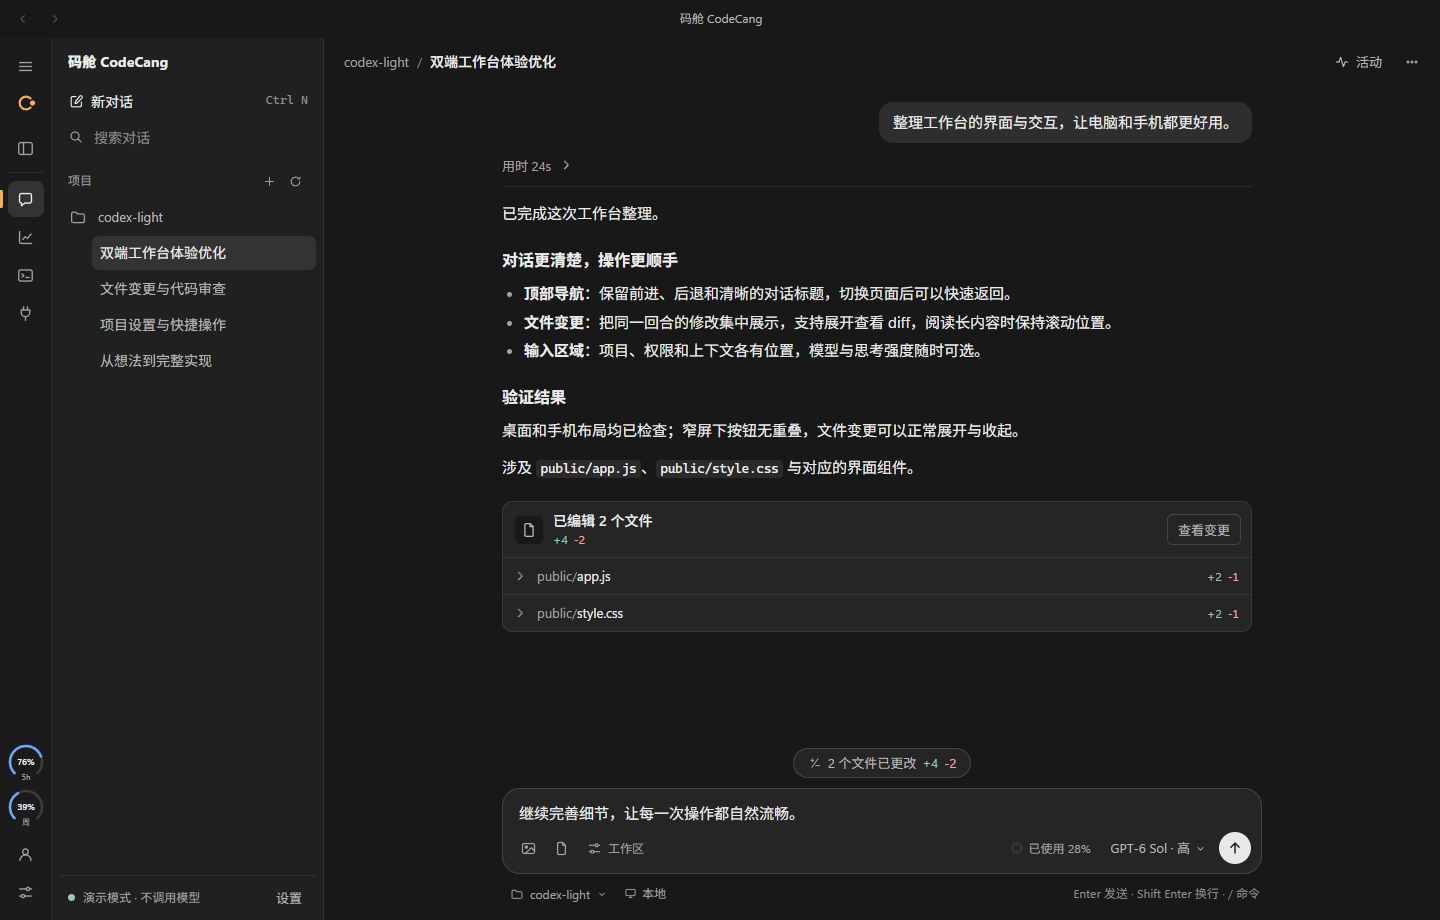 码舱 CodeCang
码舱 CodeCang
新对话 Ctrl N
搜索对话
项目
codex-light
双端工作台体验优化
文件变更与代码审查
项目设置与快捷操作
从想法到完整实现
76%
5h
39%
周
演示模式 · 不调用模型 设置
codex-light / 双端工作台体验优化 活动
整理工作台的界面与交互，让电脑和手机都更好用。
用时 24s
已完成这次工作台整理。
对话更清楚，操作更顺手
顶部导航：保留前进、后退和清晰的对话标题，切换页面后可以快速返回。
文件变更：把同一回合的修改集中展示，支持展开查看 diff，阅读长内容时保持滚动位置。
输入区域：项目、权限和上下文各有位置，模型与思考强度随时可选。
验证结果
桌面和手机布局均已检查；窄屏下按钮无重叠，文件变更可以正常展开与收起。
涉及 public/app.js、public/style.css 与对应的界面组件。
已编辑 2 个文件
+4 -2
查看变更
public/app.js +2 -1
public/style.css +2 -1
2 个文件已更改 +4 -2
继续完善细节，让每一次操作都自然流畅。
工作区 已使用 28% GPT-6 Sol · 高
codex-light 本地 Enter 发送 · Shift Enter 换行 · / 命令